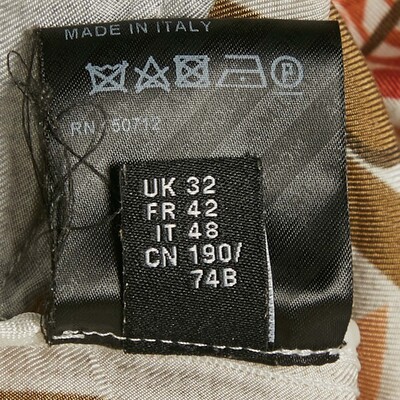 MADE IN ITALY
P
RN 50712
UK 32
FR 42
IT 48
CN 190/
74B